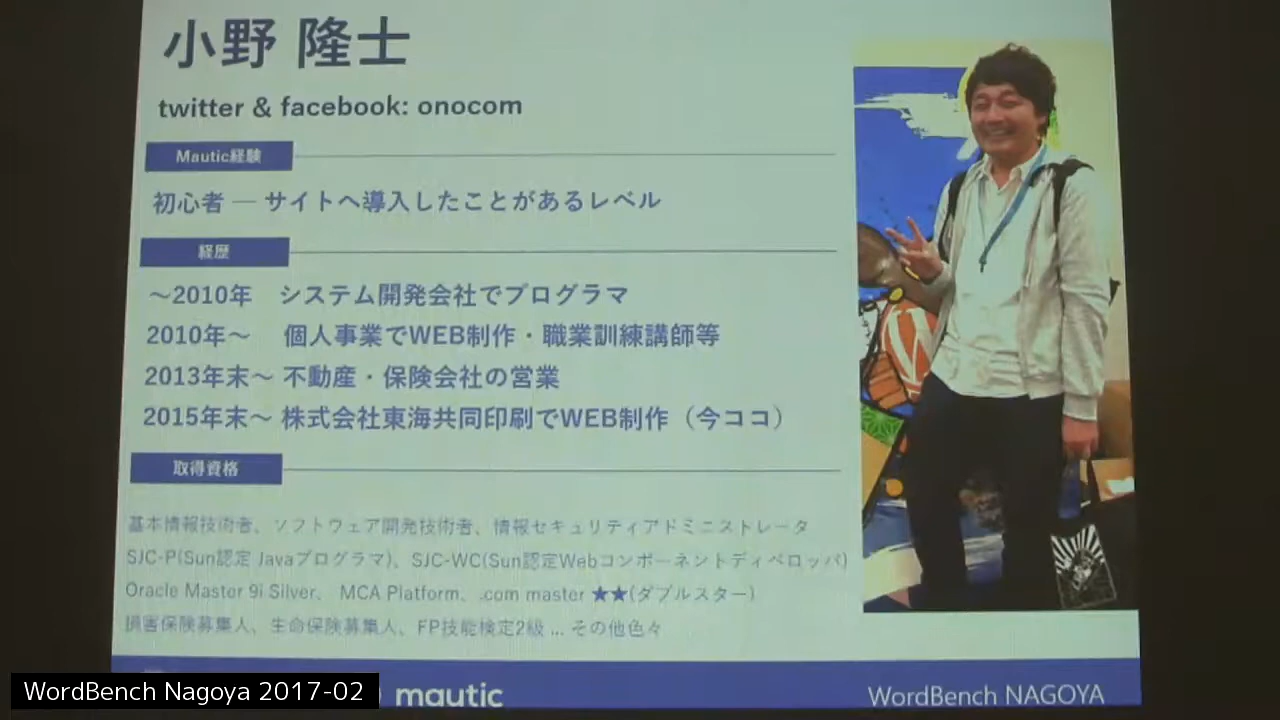 小野 隆士
twitter & facebook: onocom
Mautic経験
初心者 ― サイトへ導入したことがあるレベル
経歴
～2010年　システム開発会社でプログラマ
2010年～　個人事業でWEB制作・職業訓練講師等
2013年末～ 不動産・保険会社の営業
2015年末～ 株式会社東海共同印刷でWEB制作（今ココ）
取得資格
基本情報技術者、ソフトウェア開発技術者、情報セキュリティアドミニストレータ
SJC-P(Sun認定 Javaプログラマ)、SJC-WC(Sun認定Webコンポーネントディベロッパ)
Oracle Master 9i Silver、 MCA Platform、.com master ★★(ダブルスター)
損害保険募集人、生命保険募集人、FP技能検定2級 ... その他色々
WordBench Nagoya 2017-02
mautic
WordBench NAGOYA